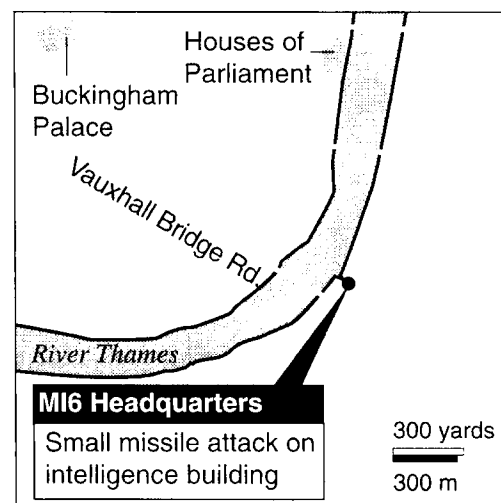 Houses of
Parliament
Buckingham
Palace
Vauxhall Bridge Rd.
River Thames
MI6 Headquarters
Small missile attack on
intelligence building
300 yards
300 m